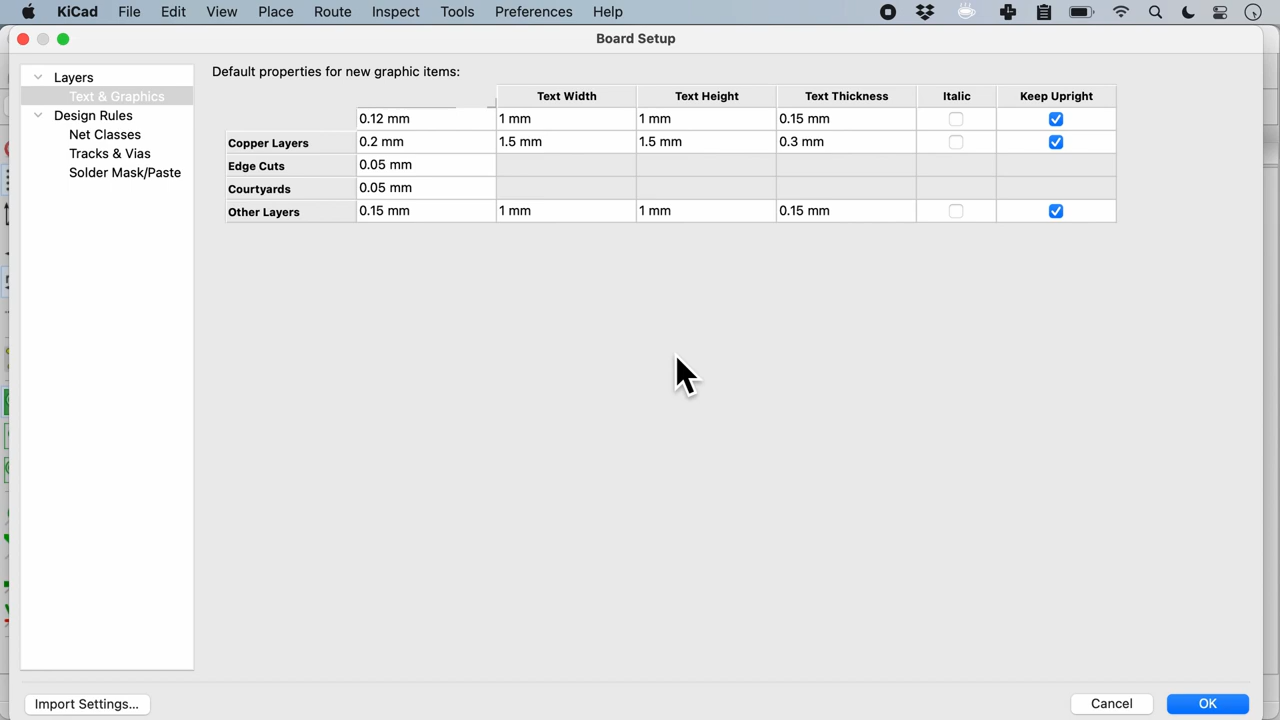 KiCad File Edit View Place Route Inspect Tools Preferences Help
Board Setup
Layers
Text & Graphics
Design Rules
Net Classes
Tracks & Vias
Solder Mask/Paste
Default properties for new graphic items:
Text Width Text Height Text Thickness Italic Keep Upright
0.12 mm 1 mm 1 mm 0.15 mm
Copper Layers 0.2 mm 1.5 mm 1.5 mm 0.3 mm
Edge Cuts 0.05 mm
Courtyards 0.05 mm
Other Layers 0.15 mm 1 mm 1 mm 0.15 mm
Import Settings... Cancel OK